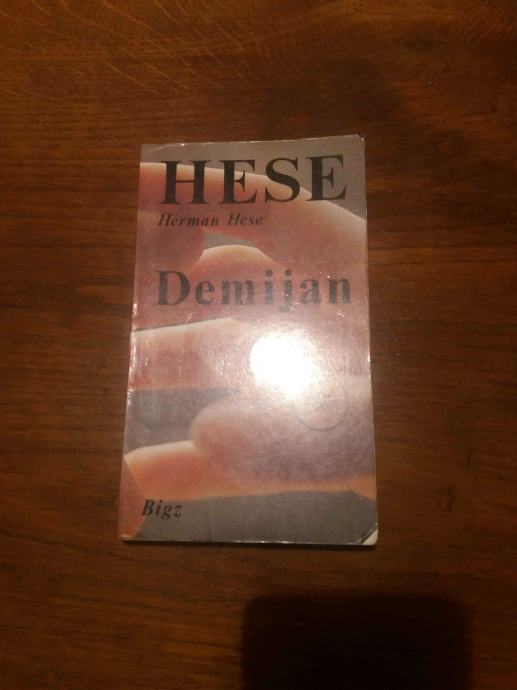 HESE
Herman Hese
Demijan
Bigz